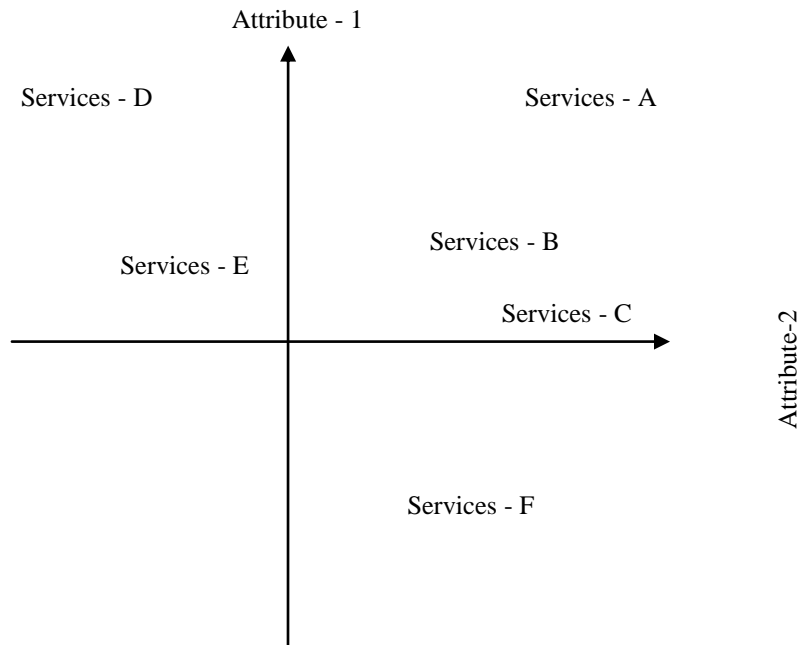 Attribute - 1
Services - D
Services - A
Services - B
Services - E
Services - C
Attribute-2
Services - F